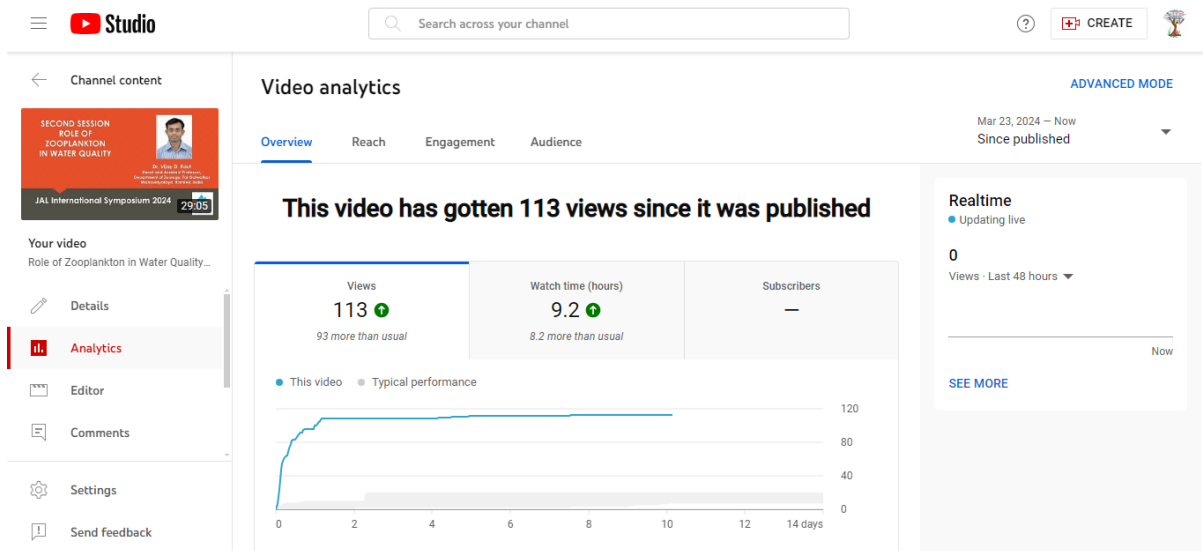 Studio
Search across your channel
?
CREATE
Channel content
SECOND SESSION
ROLE OF
ZOOPLANKTON
IN WATER QUALITY
JAL International Symposium 2024
29:05
Your video
Role of Zooplankton in Water Quality...
Details
Analytics
Editor
Comments
Settings
Send feedback
Video analytics
ADVANCED MODE
Overview
Reach
Engagement
Audience
Mar 23, 2024 – Now
Since published
This video has gotten 113 views since it was published
Views
113
93 more than usual
Watch time (hours)
9.2
8.2 more than usual
Subscribers
—
This video
Typical performance
120
80
40
0
0 2 4 6 8 10 12 14 days
Realtime
Updating live
0
Views · Last 48 hours
Now
SEE MORE